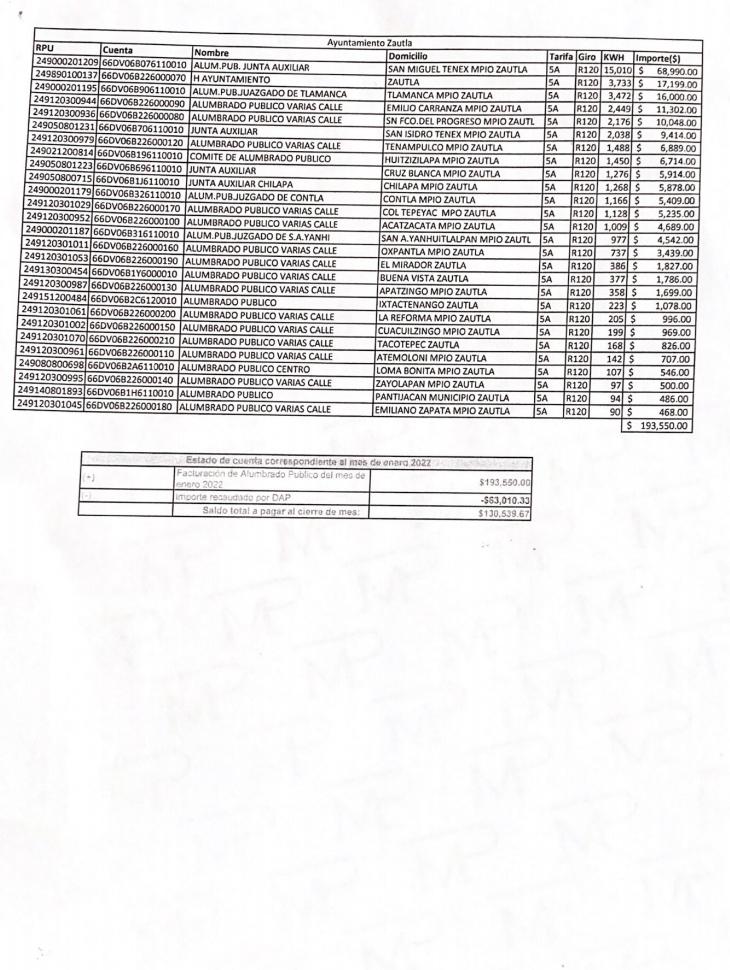 Ayuntamiento Zautla
RPU Cuenta Nombre Domicilio Tarifa Giro KWH Importe($)
249000201209 66DV06B076110010 ALUM.PUB. JUNTA AUXILIAR SAN MIGUEL TENEX MPIO ZAUTLA 5A R120 15,010 $ 68,990.00
249890100137 66DV06B226000070 H AYUNTAMIENTO ZAUTLA 5A R120 3,733 $ 17,199.00
249000201195 66DV06B906110010 ALUM.PUB.JUAZGADO DE TLAMANCA TLAMANCA MPIO ZAUTLA 5A R120 3,472 $ 16,000.00
249120300944 66DV06B226000090 ALUMBRADO PUBLICO VARIAS CALLE EMILIO CARRANZA MPIO ZAUTLA 5A R120 2,449 $ 11,302.00
249120300936 66DV06B226000080 ALUMBRADO PUBLICO VARIAS CALLE SN FCO.DEL PROGRESO MPIO ZAUTL 5A R120 2,176 $ 10,048.00
249050801231 66DV06B706110010 JUNTA AUXILIAR SAN ISIDRO TENEX MPIO ZAUTLA 5A R120 2,038 $ 9,414.00
249120300979 66DV06B226000120 ALUMBRADO PUBLICO VARIAS CALLE TENAMPULCO MPIO ZAUTLA 5A R120 1,488 $ 6,889.00
249021200814 66DV06B196110010 COMITE DE ALUMBRADO PUBLICO HUITZIZILAPA MPIO ZAUTLA 5A R120 1,450 $ 6,714.00
249050801223 66DV06B696110010 JUNTA AUXILIAR CRUZ BLANCA MPIO ZAUTLA 5A R120 1,276 $ 5,914.00
249050800715 66DV06B1J6110010 JUNTA AUXILIAR CHILAPA CHILAPA MPIO ZAUTLA 5A R120 1,268 $ 5,878.00
249000201179 66DV06B326110010 ALUM.PUB.JUZGADO DE CONTLA CONTLA MPIO ZAUTLA 5A R120 1,166 $ 5,409.00
249120301029 66DV06B226000170 ALUMBRADO PUBLICO VARIAS CALLE COL TEPEYAC MPO ZAUTLA 5A R120 1,128 $ 5,235.00
249120300952 66DV06B226000100 ALUMBRADO PUBLICO VARIAS CALLE ACATZACATA MPIO ZAUTLA 5A R120 1,009 $ 4,689.00
249000201187 66DV06B316110010 ALUM.PUB.JUZGADO DE S.A.YANHI SAN A.YANHUITLALPAN MPIO ZAUTL 5A R120 977 $ 4,542.00
249120301011 66DV06B226000160 ALUMBRADO PUBLICO VARIAS CALLE OXPANTLA MPIO ZAUTLA 5A R120 737 $ 3,439.00
249120301053 66DV06B226000190 ALUMBRADO PUBLICO VARIAS CALLE EL MIRADOR ZAUTLA 5A R120 386 $ 1,827.00
249130300454 66DV06B1Y6000010 ALUMBRADO PUBLICO VARIAS CALLE BUENA VISTA ZAUTLA 5A R120 377 $ 1,786.00
249120300987 66DV06B226000130 ALUMBRADO PUBLICO VARIAS CALLE APATZINGO MPIO ZAUTLA 5A R120 358 $ 1,699.00
249151200484 66DV06B2C6120010 ALUMBRADO PUBLICO IXTACTENANGO ZAUTLA 5A R120 223 $ 1,078.00
249120301061 66DV06B226000200 ALUMBRADO PUBLICO VARIAS CALLE LA REFORMA MPIO ZAUTLA 5A R120 205 $ 996.00
249120301002 66DV06B226000150 ALUMBRADO PUBLICO VARIAS CALLE CUACUILZINGO MPIO ZAUTLA 5A R120 199 $ 969.00
249120301070 66DV06B226000210 ALUMBRADO PUBLICO VARIAS CALLE TACOTEPEC ZAUTLA 5A R120 168 $ 826.00
249120300961 66DV06B226000110 ALUMBRADO PUBLICO VARIAS CALLE ATEMOLONI MPIO ZAUTLA 5A R120 142 $ 707.00
249080800698 66DV06B2A6110010 ALUMBRADO PUBLICO CENTRO LOMA BONITA MPIO ZAUTLA 5A R120 107 $ 546.00
249120300995 66DV06B226000140 ALUMBRADO PUBLICO VARIAS CALLE ZAYOLAPAN MPIO ZAUTLA 5A R120 97 $ 500.00
249140801893 66DV06B1H6110010 ALUMBRADO PUBLICO PANTIJACAN MUNICIPIO ZAUTLA 5A R120 94 $ 486.00
249120301045 66DV06B226000180 ALUMBRADO PUBLICO VARIAS CALLE EMILIANO ZAPATA MPIO ZAUTLA 5A R120 90 $ 468.00
$ 193,550.00
Estado de cuenta correspondiente al mes de enero 2022
(+) Facturación de Alumbrado Público del mes de
enero 2022 $193,550.00
(-) Importe recaudado por DAP -$63,010.33
Saldo total a pagar al cierre de mes: $130,539.67